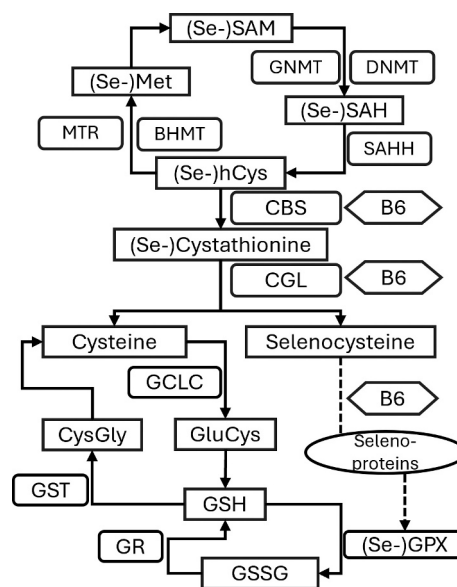 (Se-)SAM
GNMT
DNMT
(Se-)Met
(Se-)SAH
MTR
BHMT
SAHH
(Se-)hCys
CBS
B6
(Se-)Cystathionine
CGL
B6
Cysteine
Selenocysteine
GCLC
B6
CysGly
GluCys
Seleno-
proteins
GST
GSH
GR
(Se-)GPX
GSSG